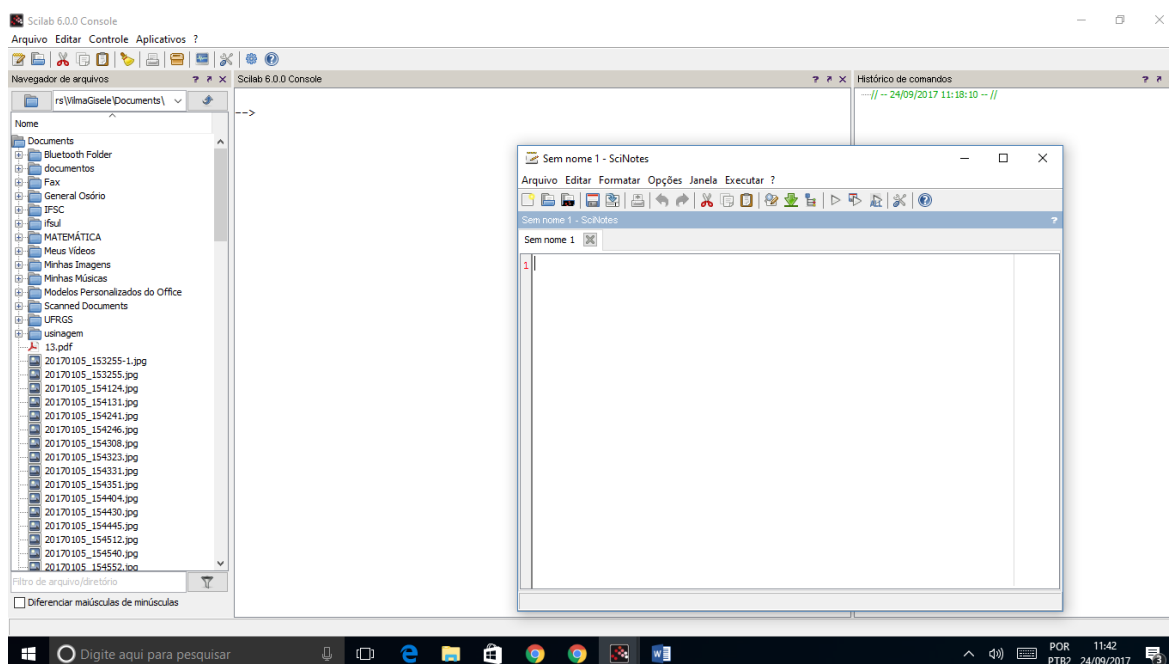 Scilab 6.0.0 Console
Arquivo Editar Controle Aplicativos ?
Navegador de arquivos
rs\VilmaGisele\Documents\
Nome
Documents
Bluetooth Folder
documentos
Fax
General Osório
IFSC
ifsul
MATEMÁTICA
Meus Vídeos
Minhas Imagens
Minhas Músicas
Modelos Personalizados do Office
Scanned Documents
UFRGS
usinagem
13.pdf
20170105_153255-1.jpg
20170105_153255.jpg
20170105_154124.jpg
20170105_154131.jpg
20170105_154241.jpg
20170105_154246.jpg
20170105_154308.jpg
20170105_154323.jpg
20170105_154331.jpg
20170105_154351.jpg
20170105_154404.jpg
20170105_154430.jpg
20170105_154445.jpg
20170105_154512.jpg
20170105_154540.jpg
20170105_154552.jpg
Filtro de arquivo/diretório
Diferenciar maiúsculas de minúsculas
Scilab 6.0.0 Console
-->
Histórico de comandos
// -- 24/09/2017 11:18:10 -- //
Sem nome 1 - SciNotes
Arquivo Editar Formatar Opções Janela Executar ?
Sem nome 1 - SciNotes
Sem nome 1
1
Digite aqui para pesquisar
POR
PTB2
11:42
24/09/2017